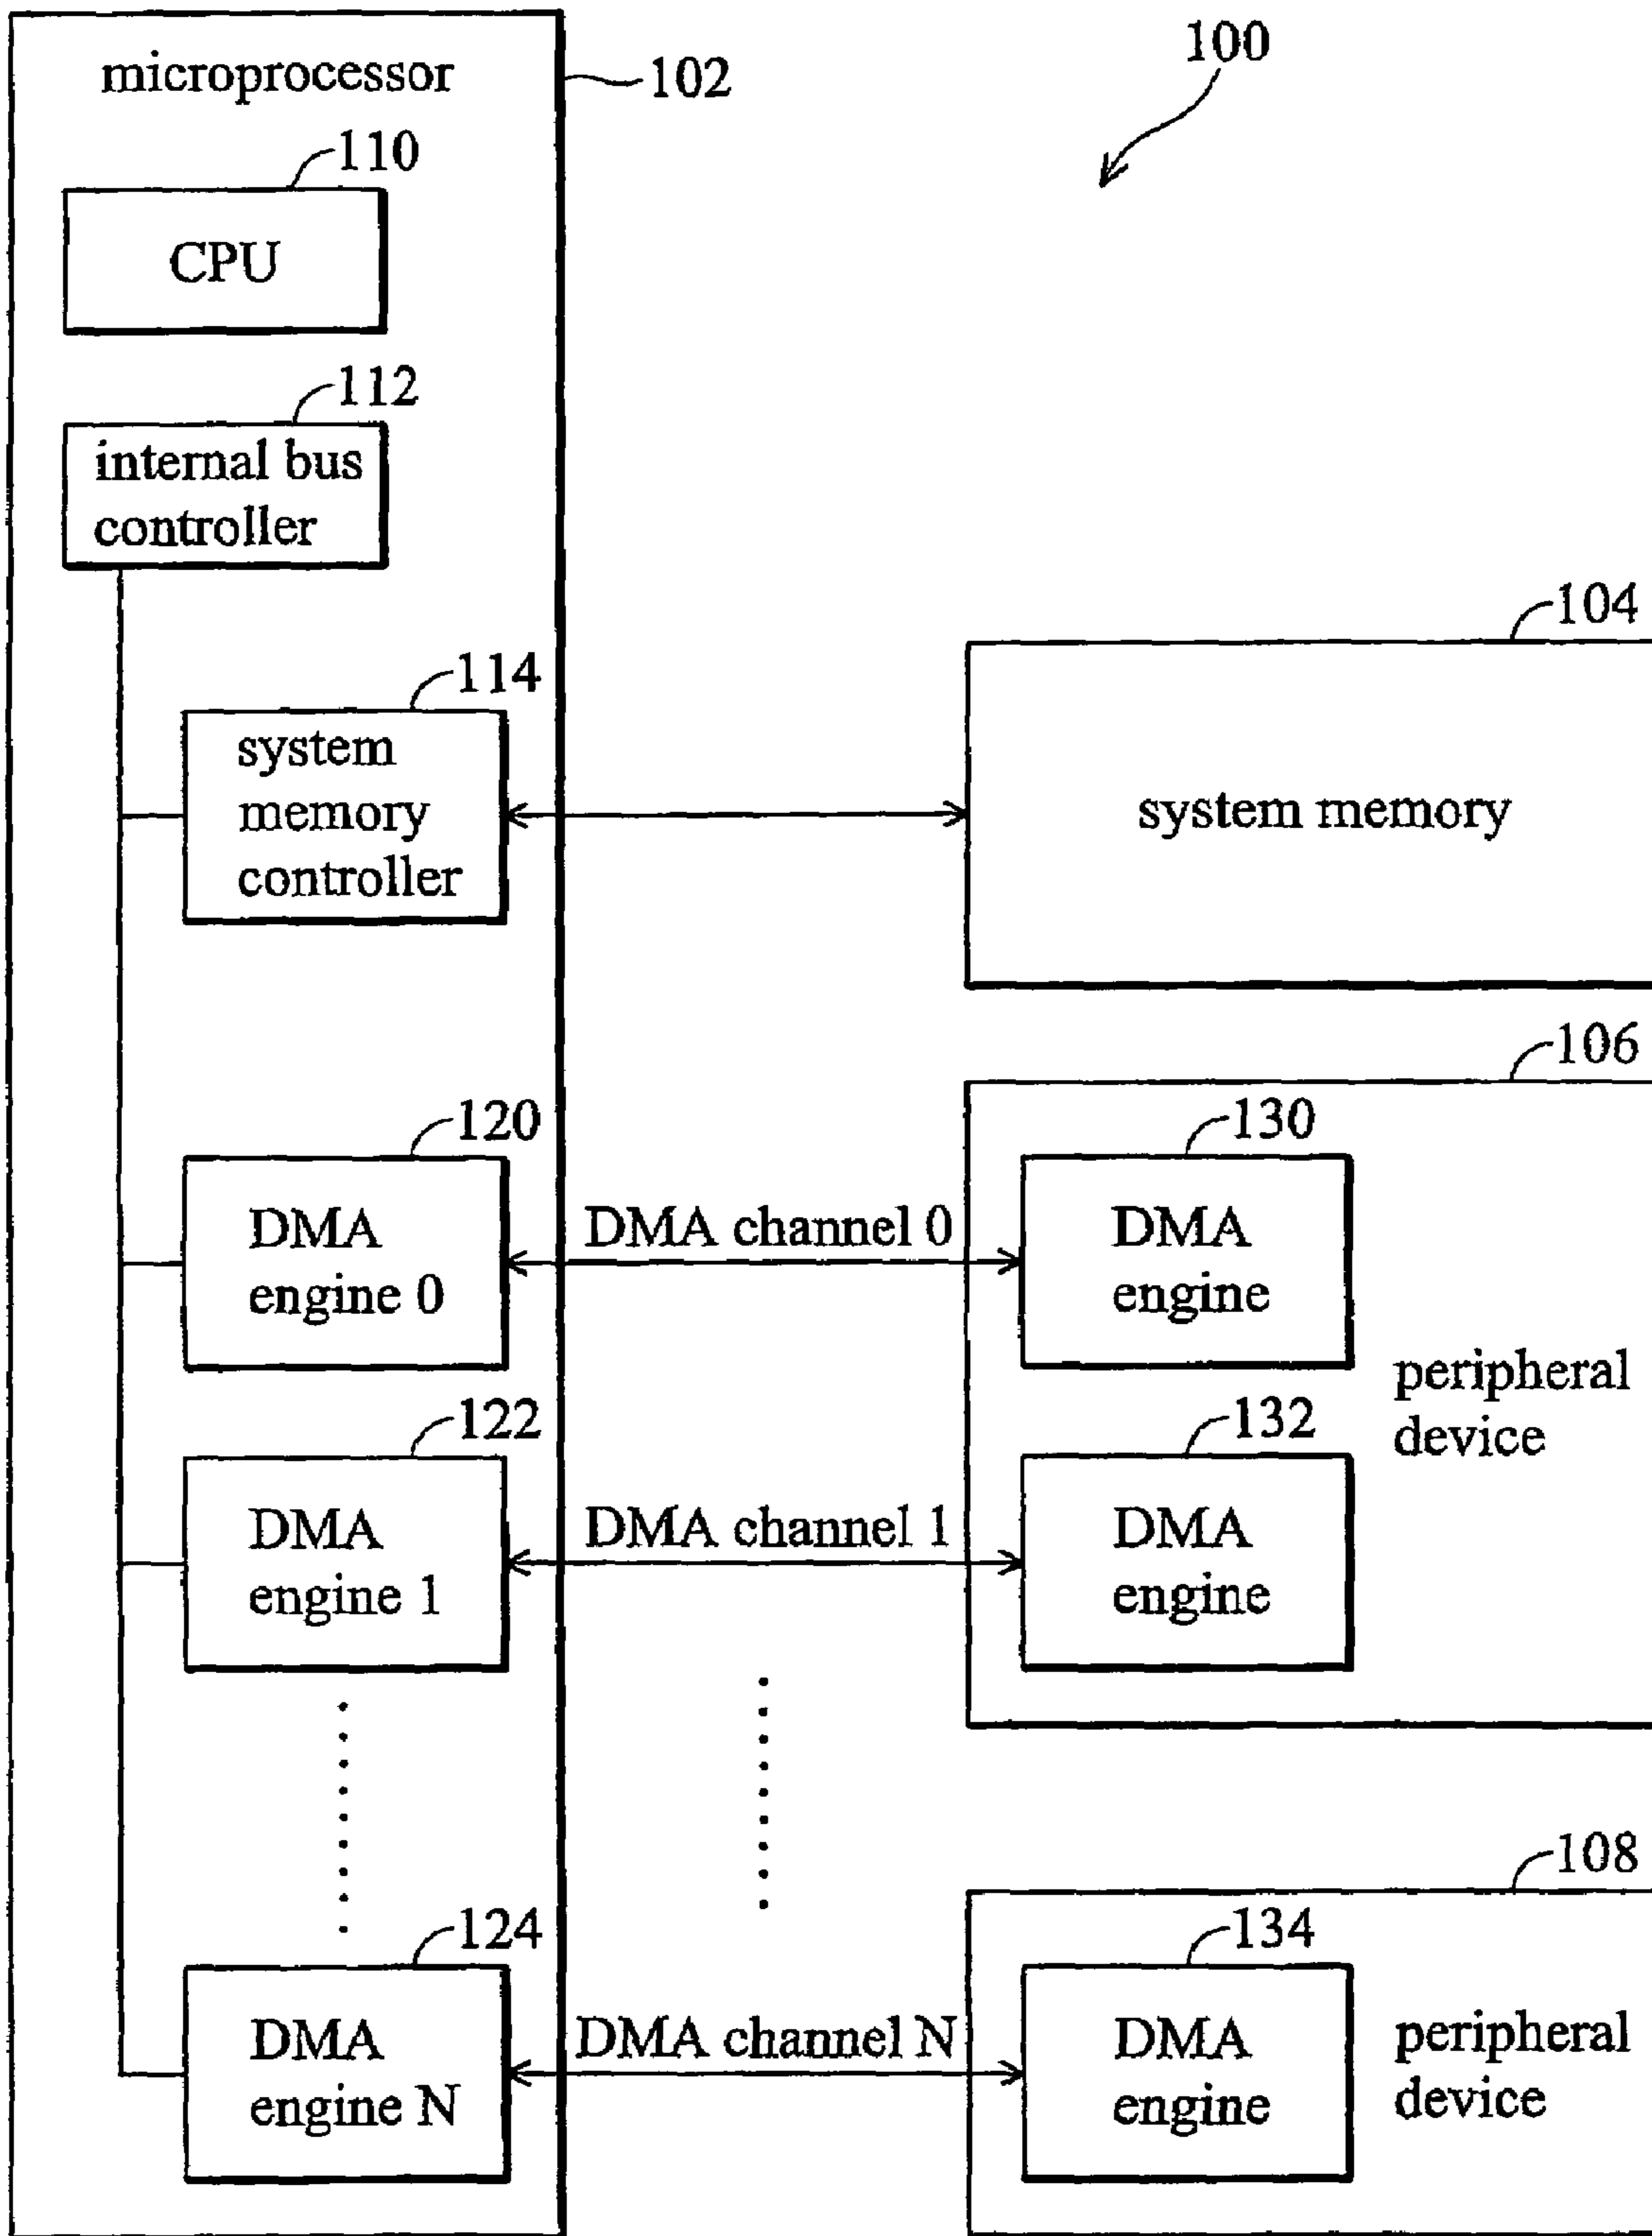 microprocessor
102
100
110
CPU
112
internal bus
controller
104
114
system
memory
controller
system memory
106
120
130
DMA
engine 0
DMA channel 0
DMA
engine
peripheral
device
122
132
DMA
engine 1
DMA channel 1
DMA
engine
108
124
134
DMA
engine N
DMA channel N
DMA
engine
peripheral
device